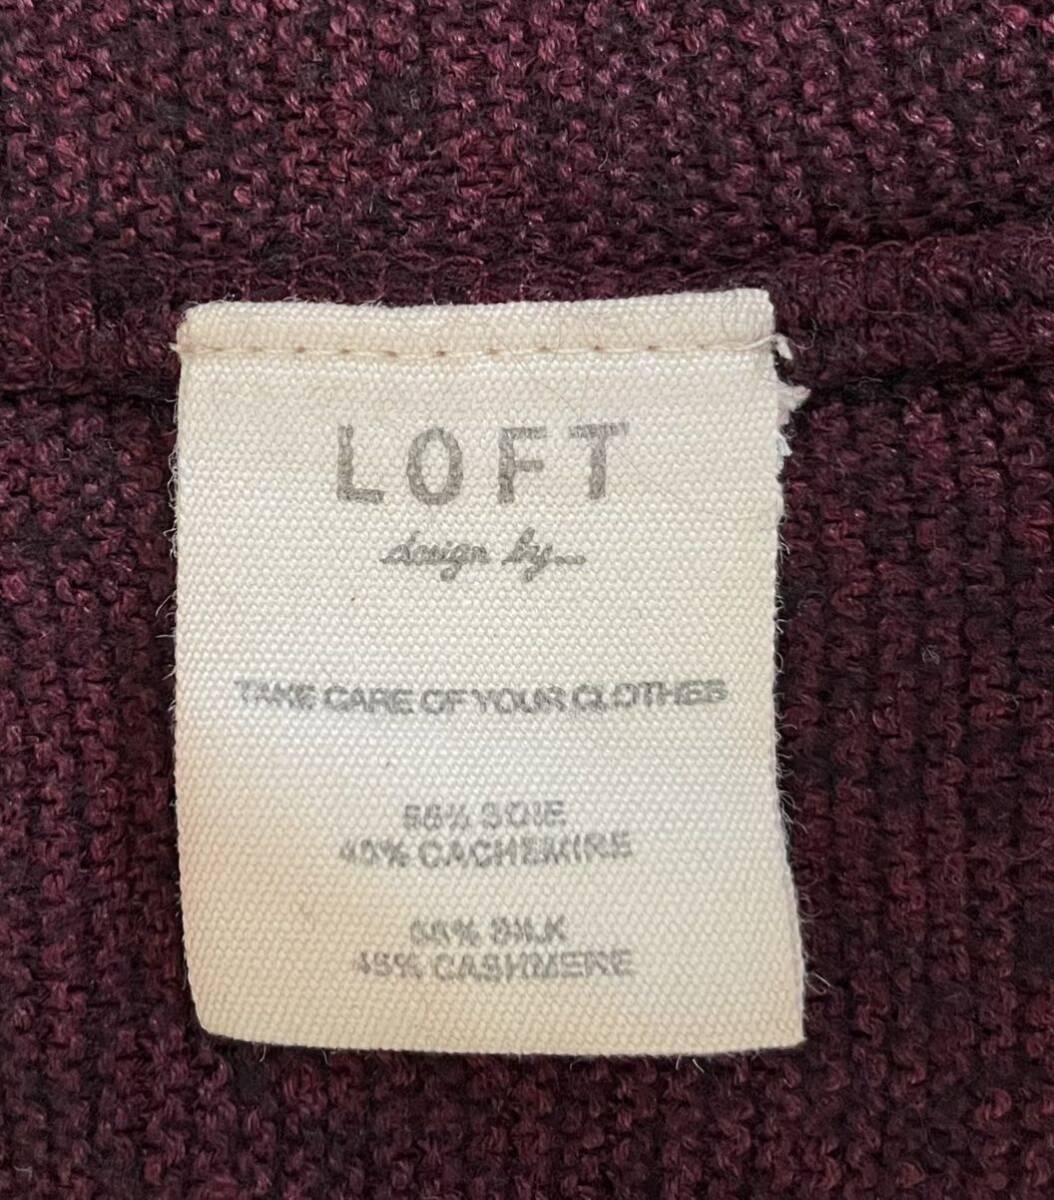 LOFT
design by...
TAKE CARE OF YOUR CLOTHES
55% SOIE
45% CACHEMIRE
55% SILK
45% CASHMERE